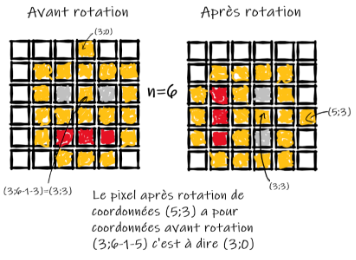 Avant rotation
Après rotation
(3;0)
n=6
(5;3)
(3;6-1-3)=(3;3)
(3;3)
Le pixel après rotation de
coordonnées (5;3) a pour
coordonnées avant rotation
(3;6-1-5) c'est à dire (3;0)